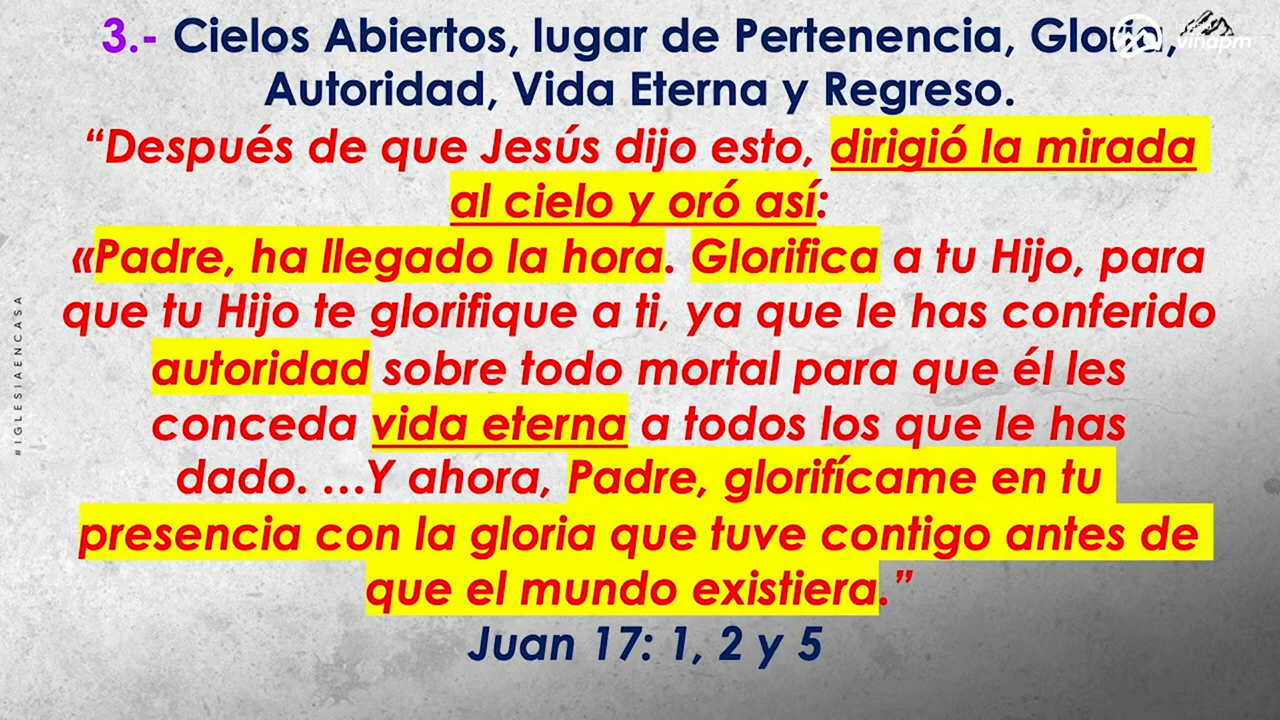 3.- Cielos Abiertos, lugar de Pertenencia, Gloria,
Autoridad, Vida Eterna y Regreso.
“Después de que Jesús dijo esto, dirigió la mirada
al cielo y oró así:
«Padre, ha llegado la hora. Glorifica a tu Hijo, para
que tu Hijo te glorifique a ti, ya que le has conferido
autoridad sobre todo mortal para que él les
conceda vida eterna a todos los que le has
dado. …Y ahora, Padre, glorifícame en tu
presencia con la gloria que tuve contigo antes de
que el mundo existiera.”
Juan 17: 1, 2 y 5
#IGLESIAENCASA
viñapm